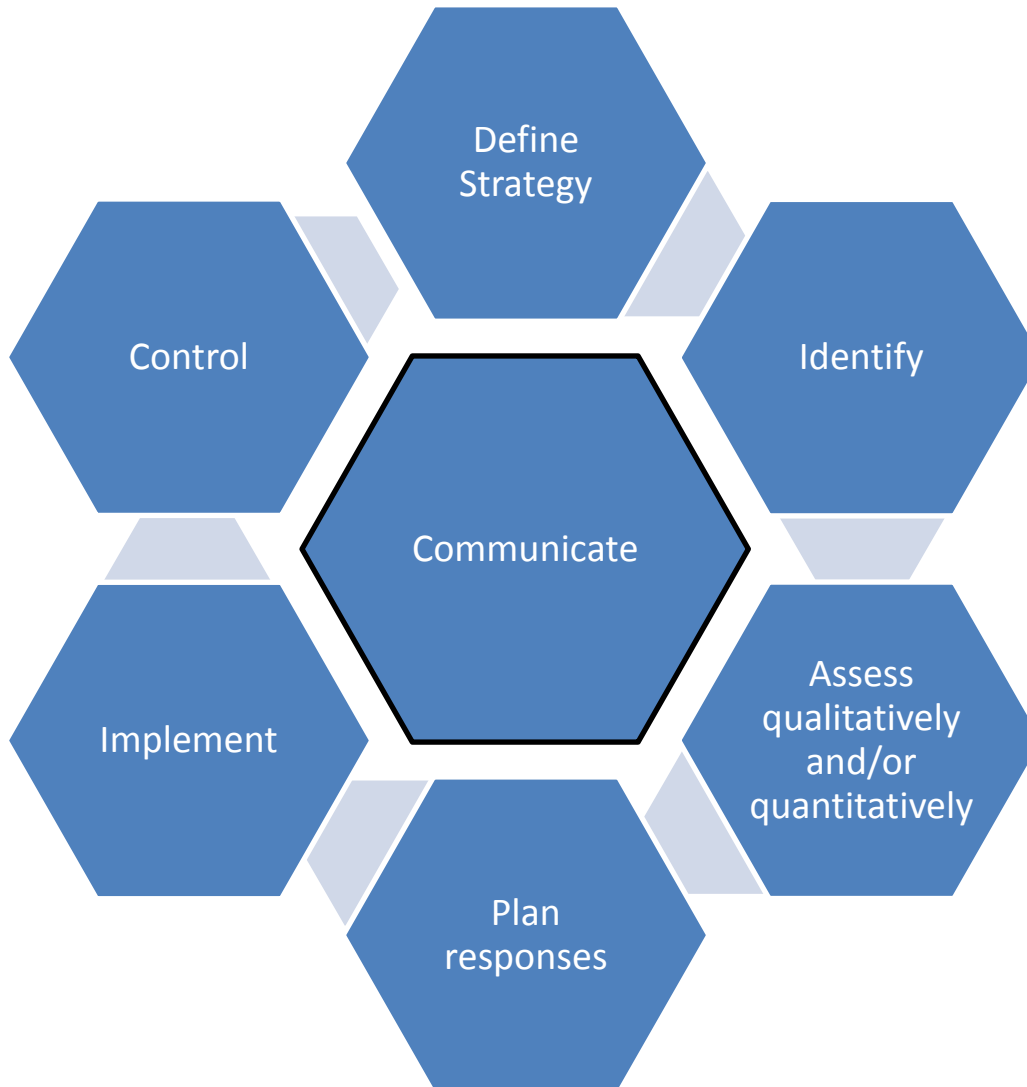 Define
Strategy
Identify
Assess
qualitatively
and/or
quantitatively
Plan
responses
Implement
Control
Communicate